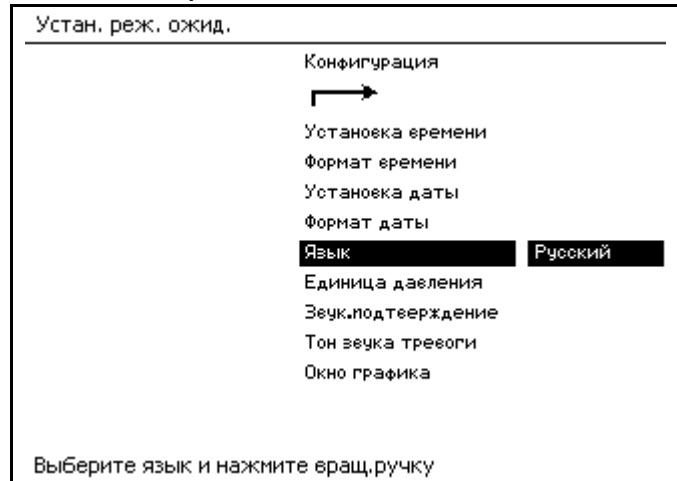 Устан. реж. ожид.
Конфигурация
Установка времени
Формат времени
Установка даты
Формат даты
Язык Русский
Единица давления
Звук.подтверждение
Тон звука тревоги
Окно графика
Выберите язык и нажмите вращ.ручку